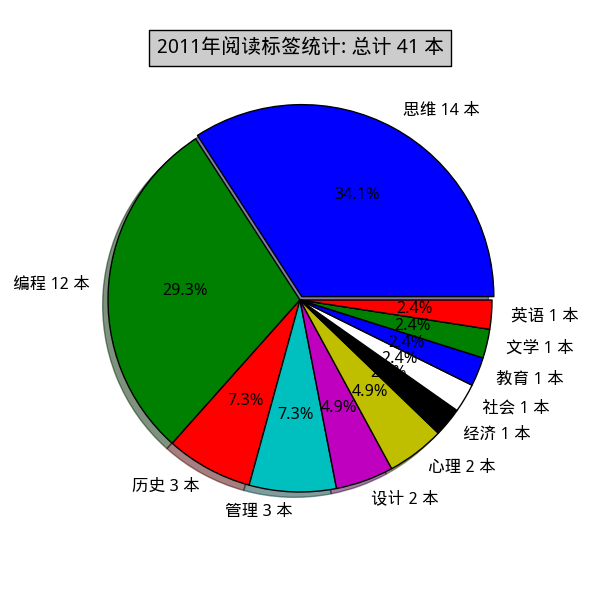 2011年阅读标签统计: 总计 41 本
思维 14 本
34.1%
编程 12 本
29.3%
历史 3 本
7.3%
管理 3 本
7.3%
设计 2 本
4.9%
心理 2 本
4.9%
经济 1 本
社会 1 本
2.4%
教育 1 本
2.4%
文学 1 本
2.4%
英语 1 本
2.4%